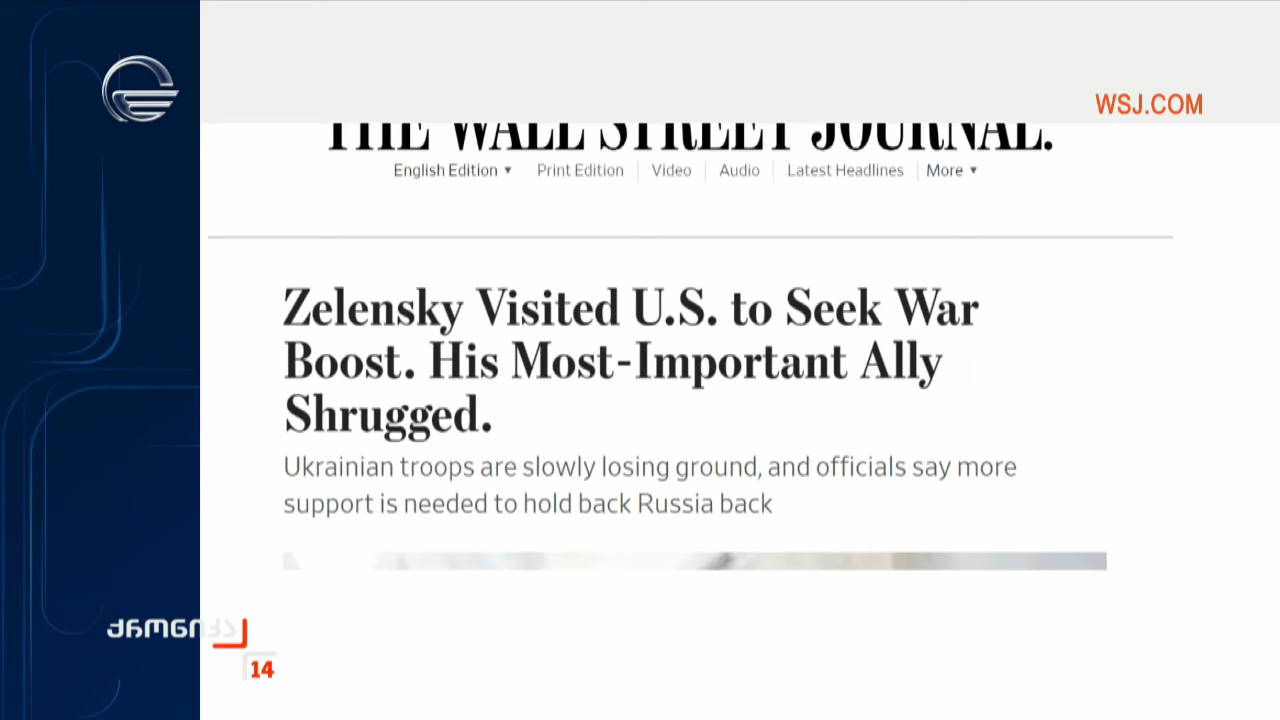 WSJ.COM
THE WALL STREET JOURNAL.
English Edition ▼ Print Edition Video Audio Latest Headlines More ▼
Zelensky Visited U.S. to Seek War
Boost. His Most-Important Ally
Shrugged.
Ukrainian troops are slowly losing ground, and officials say more
support is needed to hold back Russia back
ქრონიკა
14